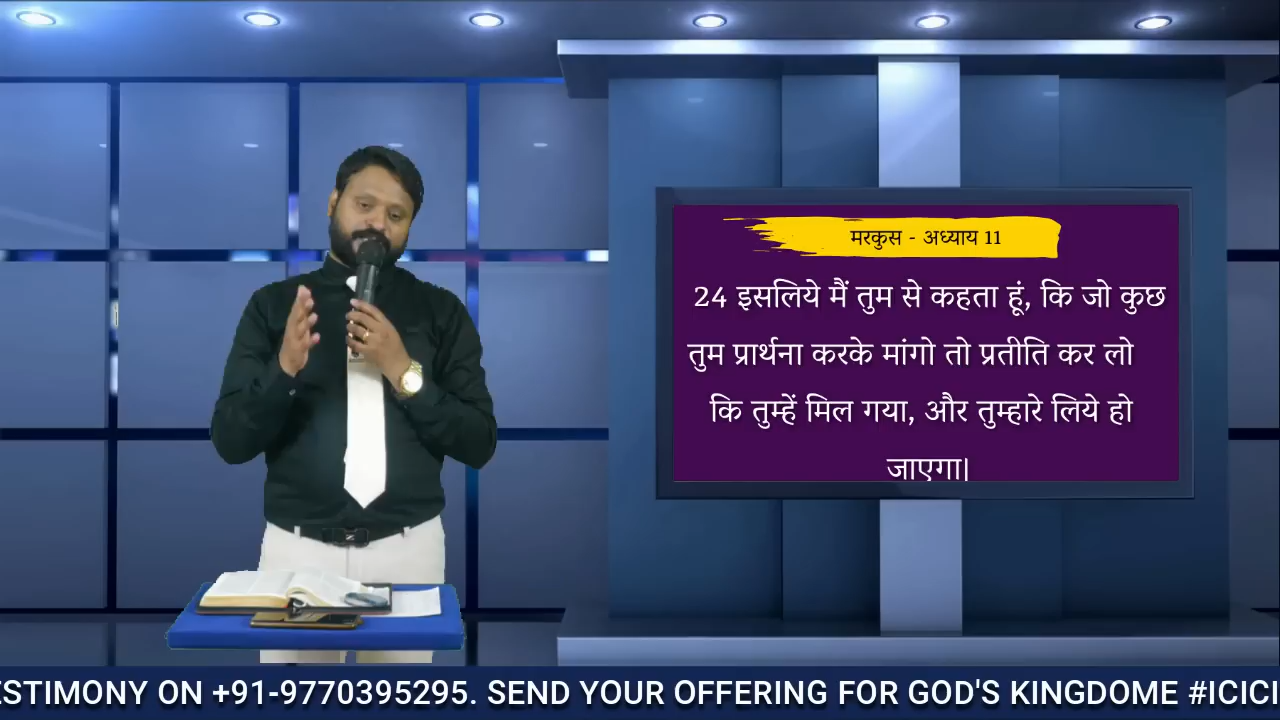 मरकुस - अध्याय 11
24 इसलिये मैं तुम से कहता हूं, कि जो कुछ
तुम प्रार्थना करके मांगो तो प्रतीति कर लो
कि तुम्हें मिल गया, और तुम्हारे लिये हो
जाएगा।
ESTIMONY ON +91-9770395295. SEND YOUR OFFERING FOR GOD'S KINGDOME #ICICI